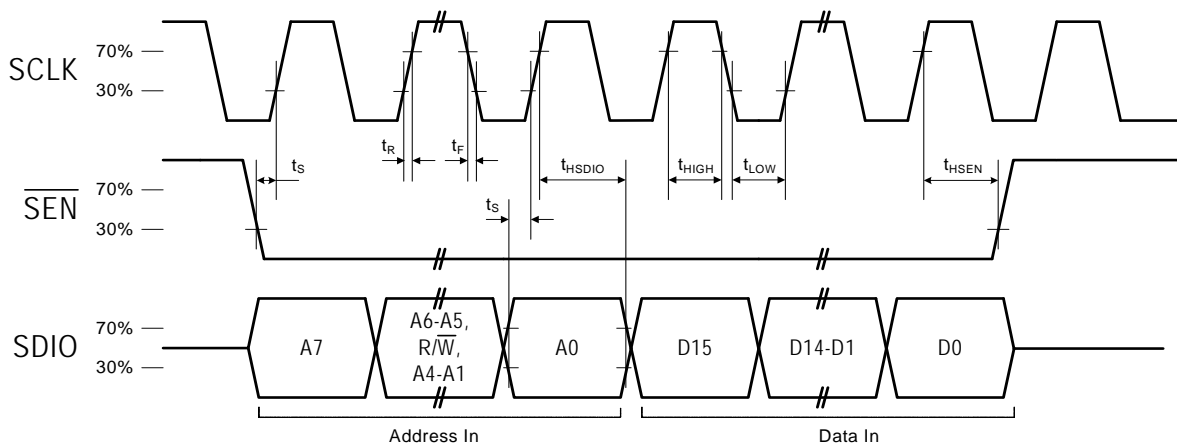 SCLK
70%
30%
tS
tR
tF
tHSDIO
tHIGH
tLOW
tHSEN
SEN
70%
30%
tS
SDIO
70%
30%
A7
A6-A5,
R/W,
A4-A1
A0
D15
D14-D1
D0
Address In
Data In